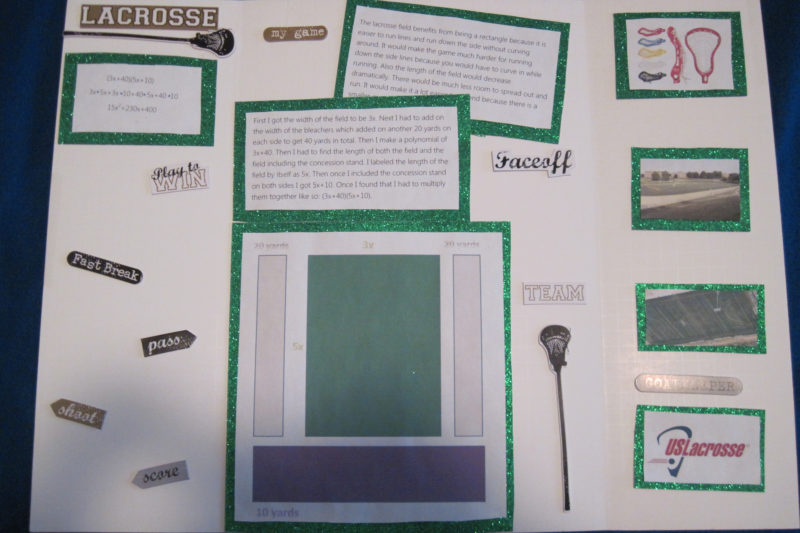 LACROSSE
my game
The lacrosse field benefits from being a rectangle because it is
easier to run lines and run down the side without curving
around. It would make the game much harder for running
down the side lines because you would have to curve in while
running. Also the length of the field would decrease
dramatically. There would be much less room to spread out and
run. It would make it a lot and because there is a
(3x+40)(5x+10)
3x•5x+3x•10+40•5x+40•10
15x²+230x+400
First I got the width of the field to be 3x. Next I had to add on
the width of the bleachers which added on another 20 yards on
each side to get 40 yards in total. Then I make a polynomial of
3x+40. Then I had to find the length of both the field and the
field including the concession stand. I labeled the length of the
field by itself as 5x. Then once I included the concession stand
on both sides I got 5x+10. Once I found that I had to multiply
them together like so: (3x+40)(5x+10).
Play to
WIN
Faceoff
Fast Break
pass
shoot
score
20 yards
3x
20 yards
5x
10 yards
TEAM
GOALKEEPER
USLacrosse